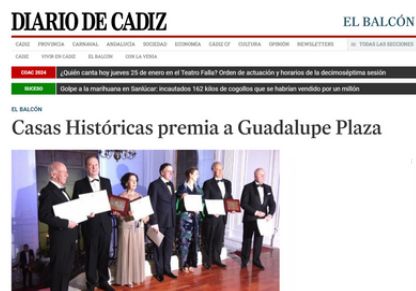 DIARIO DE CADIZ
EL BALCÓN
CÁDIZ PROVINCIA CARNAVAL ANDALUCÍA SOCIEDAD ECONOMÍA CÁDIZ CF CULTURA OPINIÓN NEWSLETTERS TODAS LAS SECCIONES
CÁDIZ VIVIR EN CÁDIZ EL BALCÓN CON LA VENIA
COAC 2024 ¿Quién canta hoy jueves 25 de enero en el Teatro Falla? Orden de actuación y horarios de la decimoséptima sesión
SUCESO Golpe a la marihuana en Sanlúcar: incautados 162 kilos de cogollos que se habrían vendido por un millón
EL BALCÓN
Casas Históricas premia a Guadalupe Plaza